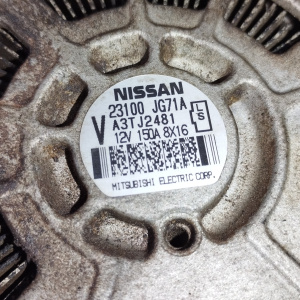 NISSAN
23100 JG71A
V A3TJ2481 S
12V 150A 8X16
MITSUBISHI ELECTRIC CORP.